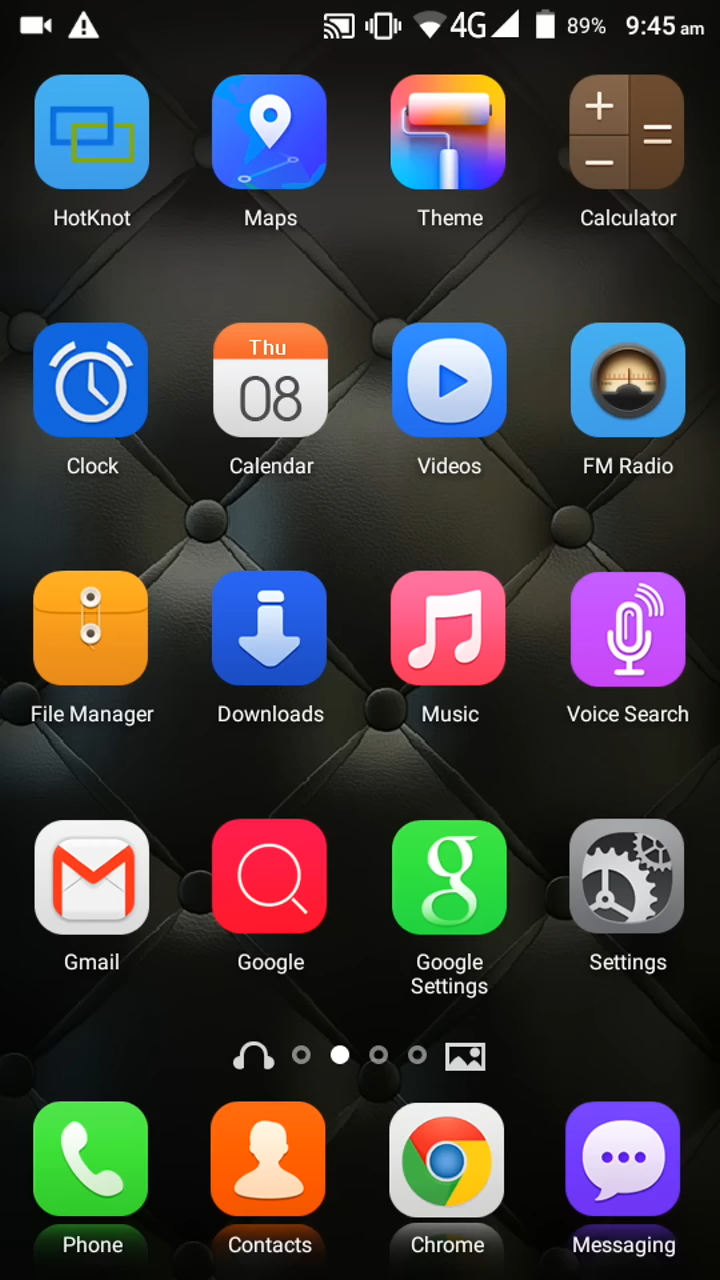 4G 89% 9:45 am
HotKnot Maps Theme Calculator
Thu
08
Clock Calendar Videos FM Radio
File Manager Downloads Music Voice Search
Gmail Google Google Settings Settings
Phone Contacts Chrome Messaging